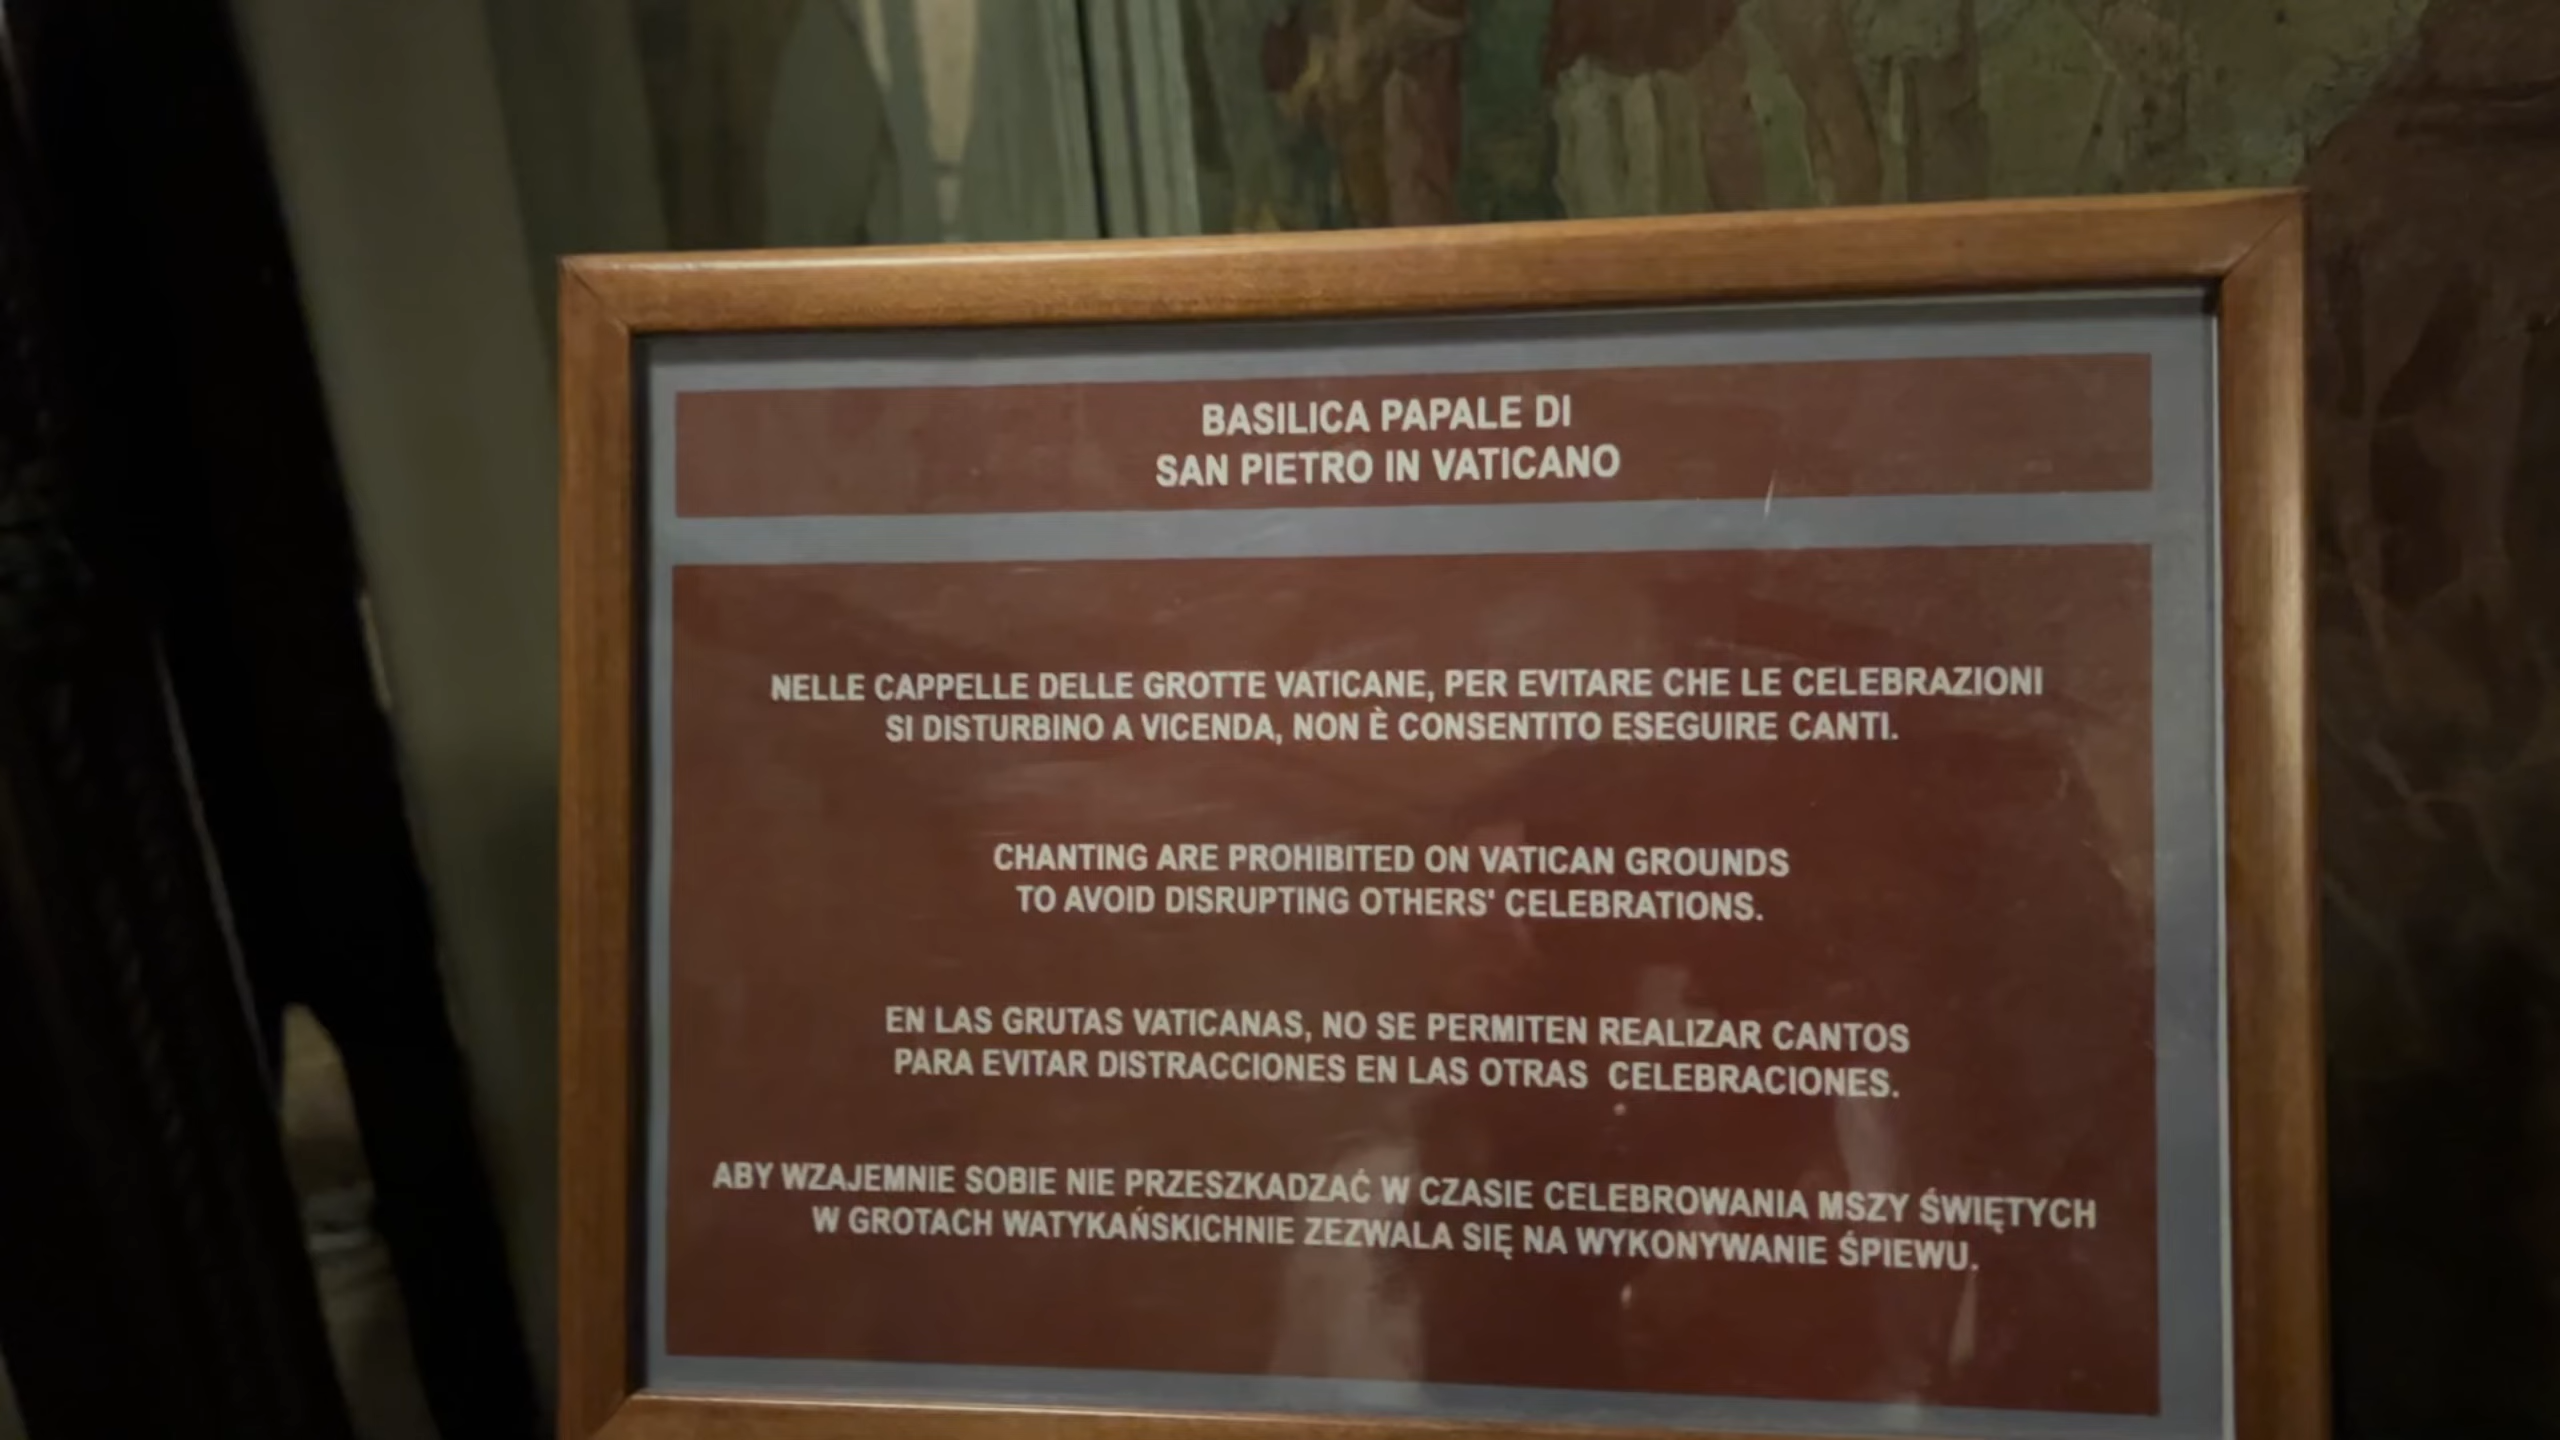 BASILICA PAPALE DI
SAN PIETRO IN VATICANO
NELLE CAPPELLE DELLE GROTTE VATICANE, PER EVITARE CHE LE CELEBRAZIONI
SI DISTURBINO A VICENDA, NON È CONSENTITO ESEGUIRE CANTI.
CHANTING ARE PROHIBITED ON VATICAN GROUNDS
TO AVOID DISRUPTING OTHERS' CELEBRATIONS.
EN LAS GRUTAS VATICANAS, NO SE PERMITEN REALIZAR CANTOS
PARA EVITAR DISTRACCIONES EN LAS OTRAS CELEBRACIONES.
ABY WZAJEMNIE SOBIE NIE PRZESZKADZAĆ W CZASIE CELEBROWANIA MSZY ŚWIĘTYCH
W GROTACH WATYKAŃSKICHNIE ZEZWALA SIĘ NA WYKONYWANIE ŚPIEWU.